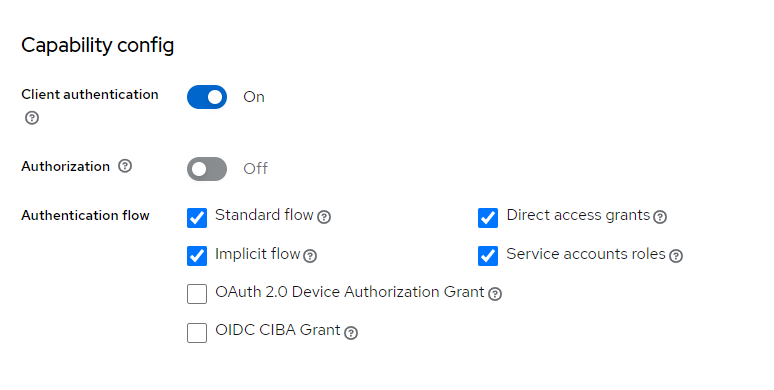 Capability config
Client authentication
On
Authorization
Off
Authentication flow
Standard flow
Direct access grants
Implicit flow
Service accounts roles
OAuth 2.0 Device Authorization Grant
OIDC CIBA Grant